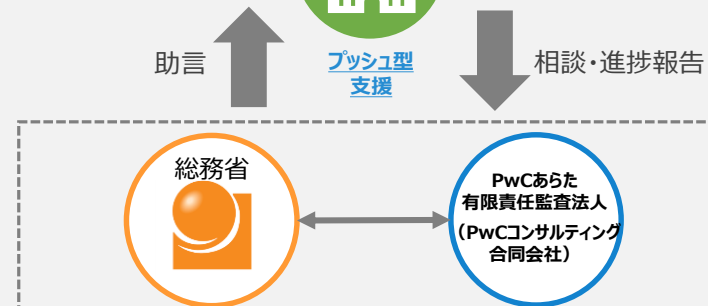 助言
プッシュ型
支援
相談・進捗報告
総務省
PwCあらた
有限責任監査法人
（PwCコンサルティング
合同会社）